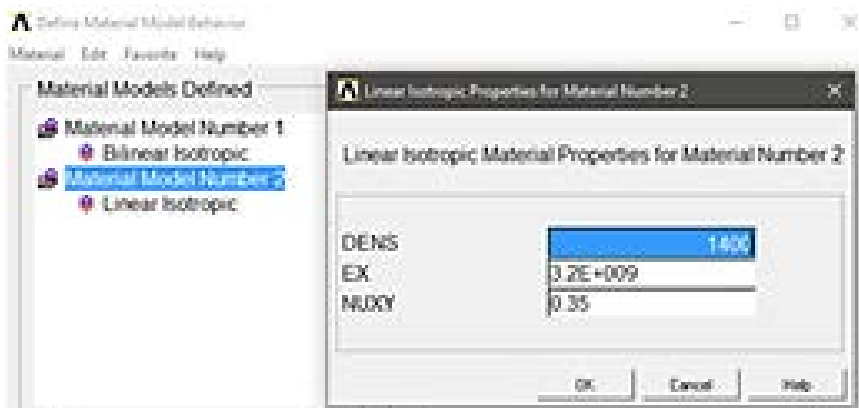 Define Material Model Behavior
Material Edit Favorite Help
Material Models Defined
Material Model Number 1
Bilinear Isotropic
Material Model Number 2
Linear Isotropic
Linear Isotropic Properties for Material Number 2
Linear Isotropic Material Properties for Material Number 2
DENS 1400
EX 3.2E+009
NUXY 0.35
OK Cancel Help